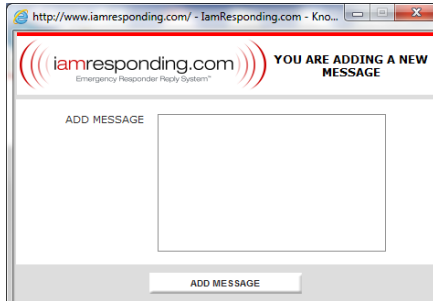 http://www.iamresponding.com/ - IamResponding.com - Kno...
iamresponding.com
Emergency Responder Reply System™
YOU ARE ADDING A NEW
MESSAGE
ADD MESSAGE
ADD MESSAGE